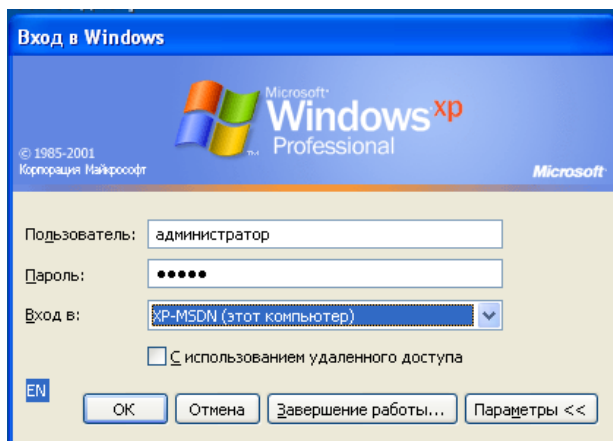 Вход в Windows
Microsoft
Windows xp
Professional
© 1985-2001
Корпорация Майкрософт
Microsoft
Пользователь: администратор
Пароль: •••••
Вход в: XP-MSDN (этот компьютер)
С использованием удаленного доступа
EN
ОК Отмена Завершение работы... Параметры <<